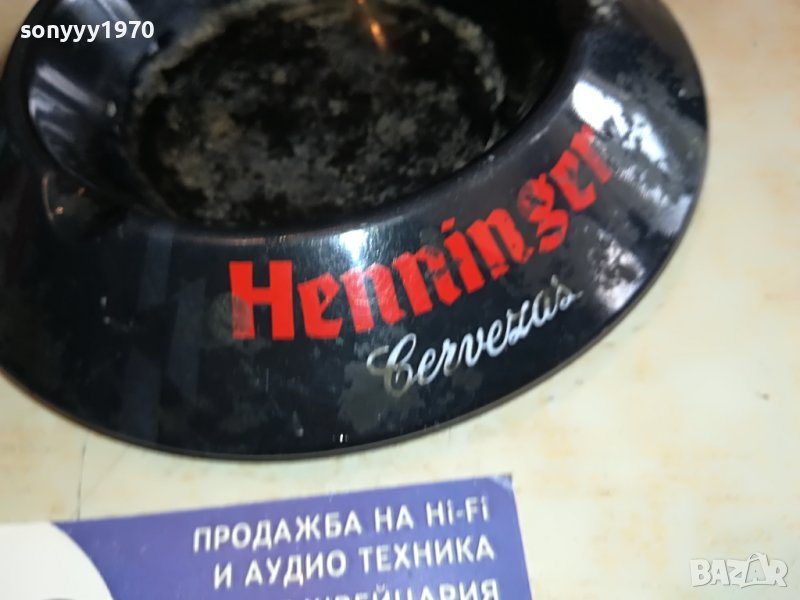 sonyyy1970
Henninger
Cervezas
ПРОДАЖБА НА Hi-Fi
И АУДИО ТЕХНИКА
BAZAR